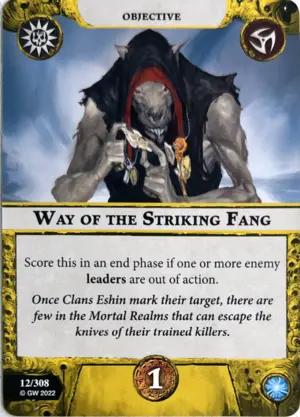 OBJECTIVE
WAY OF THE STRIKING FANG
Score this in an end phase if one or more enemy
leaders are out of action.
Once Clans Eshin mark their target, there are
few in the Mortal Realms that can escape the
knives of their trained killers.
12/308
© GW 2022
1